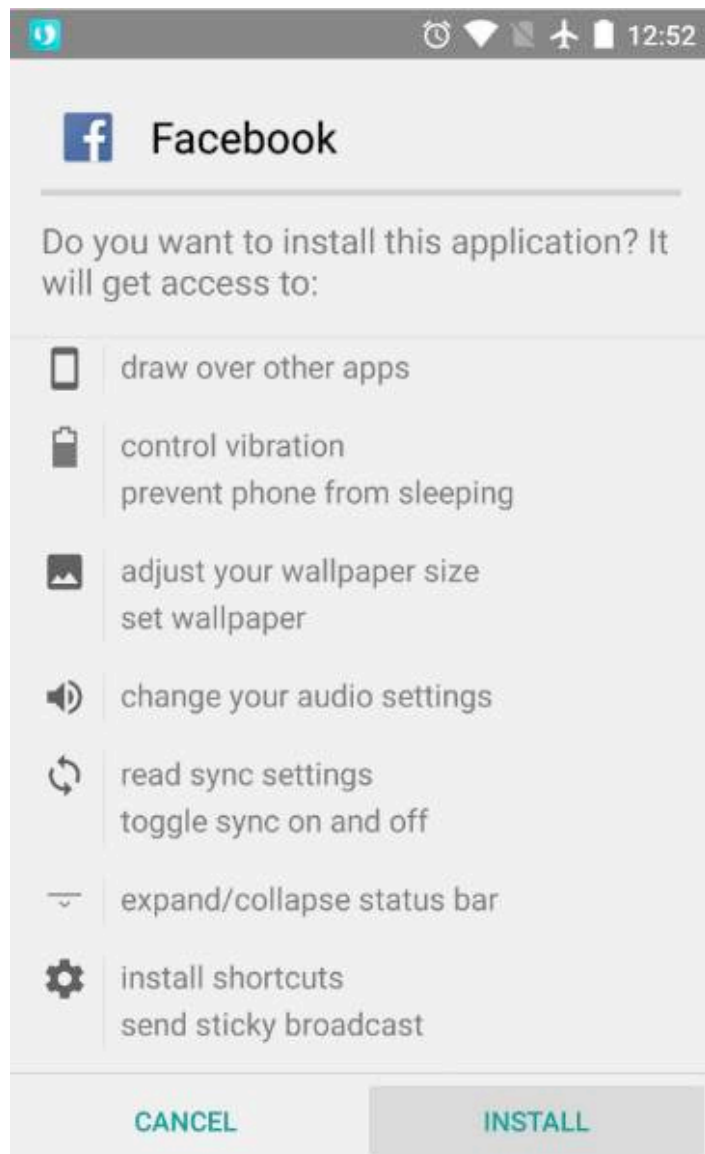 12:52
Facebook
Do you want to install this application? It
will get access to:
draw over other apps
control vibration
prevent phone from sleeping
adjust your wallpaper size
set wallpaper
change your audio settings
read sync settings
toggle sync on and off
expand/collapse status bar
install shortcuts
send sticky broadcast
CANCEL
INSTALL